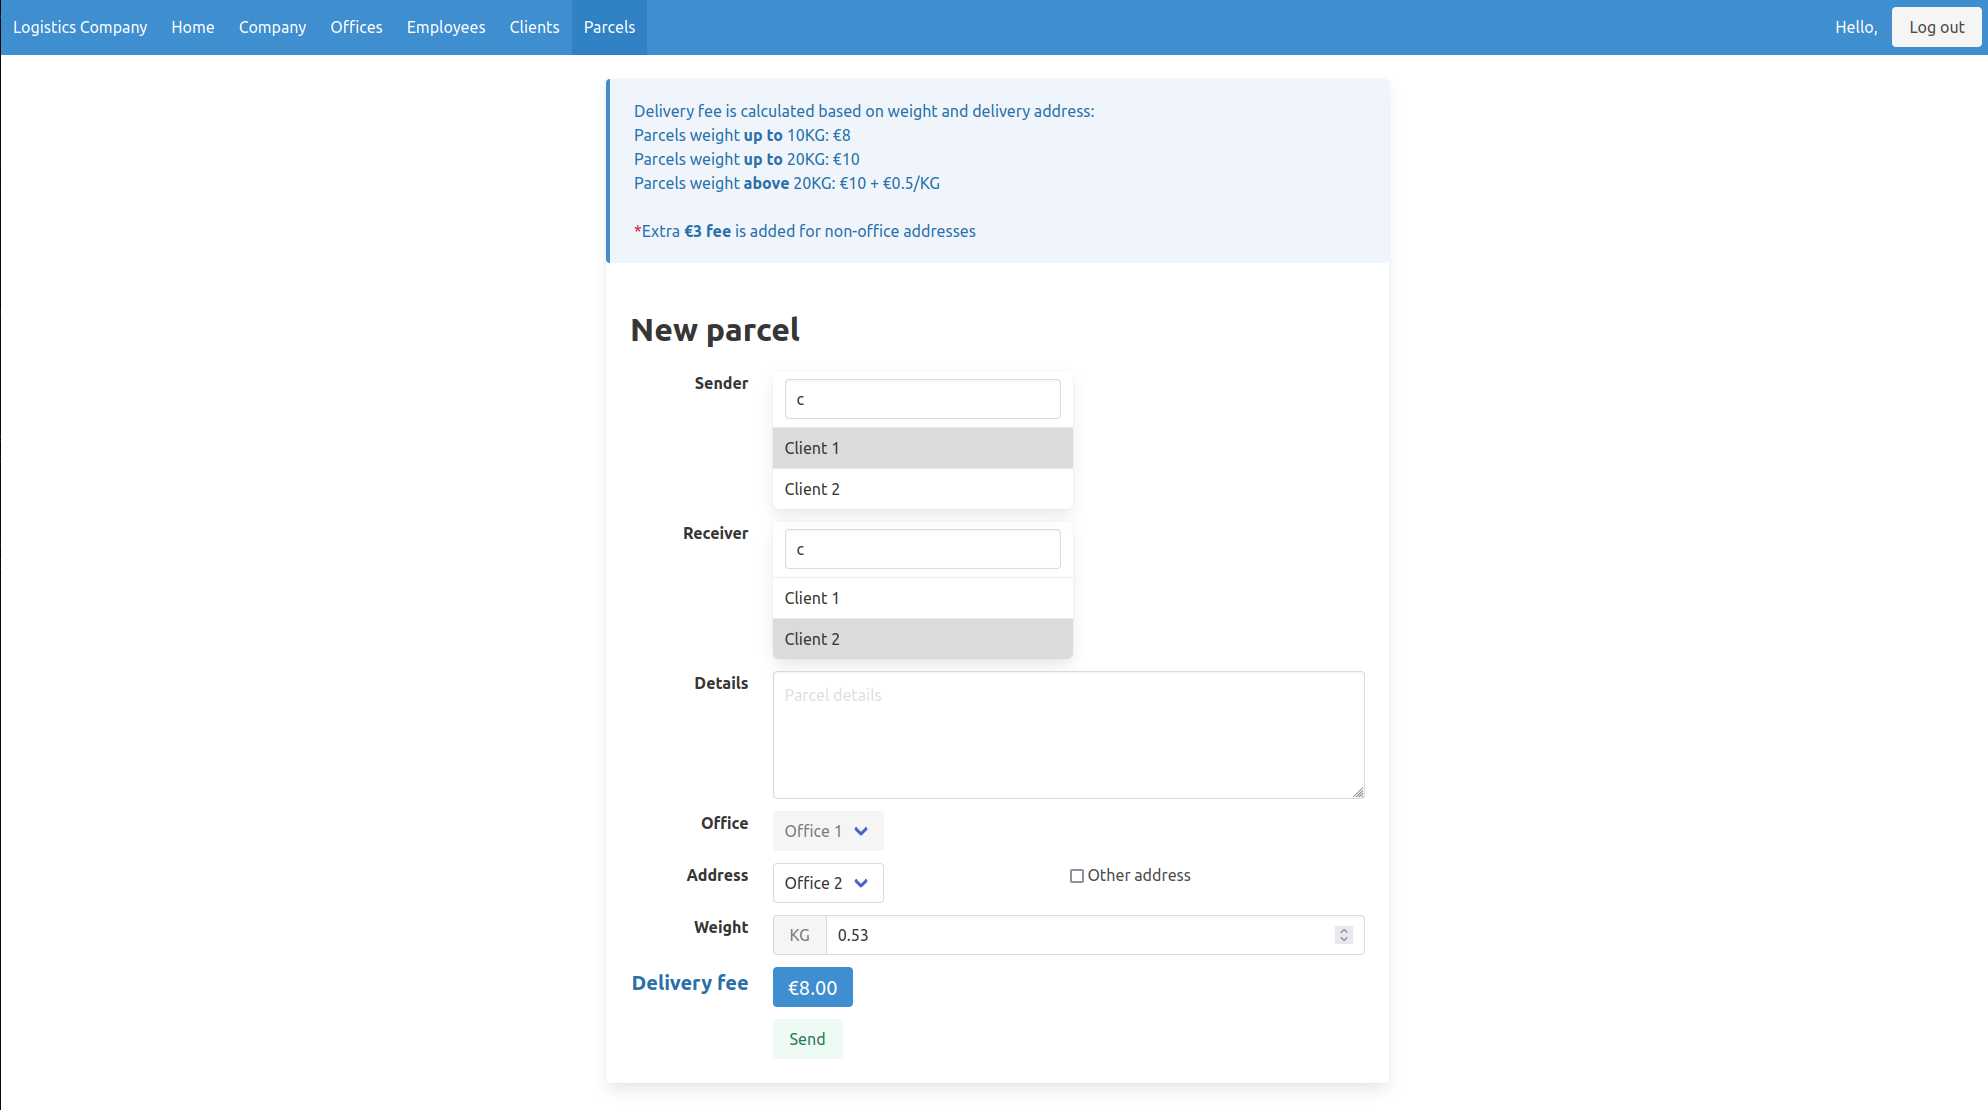 Logistics Company Home Company Offices Employees Clients Parcels Hello, Log out
Delivery fee is calculated based on weight and delivery address:
Parcels weight up to 10KG: €8
Parcels weight up to 20KG: €10
Parcels weight above 20KG: €10 + €0.5/KG
*Extra €3 fee is added for non-office addresses
New parcel
Sender
c
Client 1
Client 2
Receiver
c
Client 1
Client 2
Details
Parcel details
Office Office 1
Address Office 2 Other address
Weight KG 0.53
Delivery fee €8.00
Send